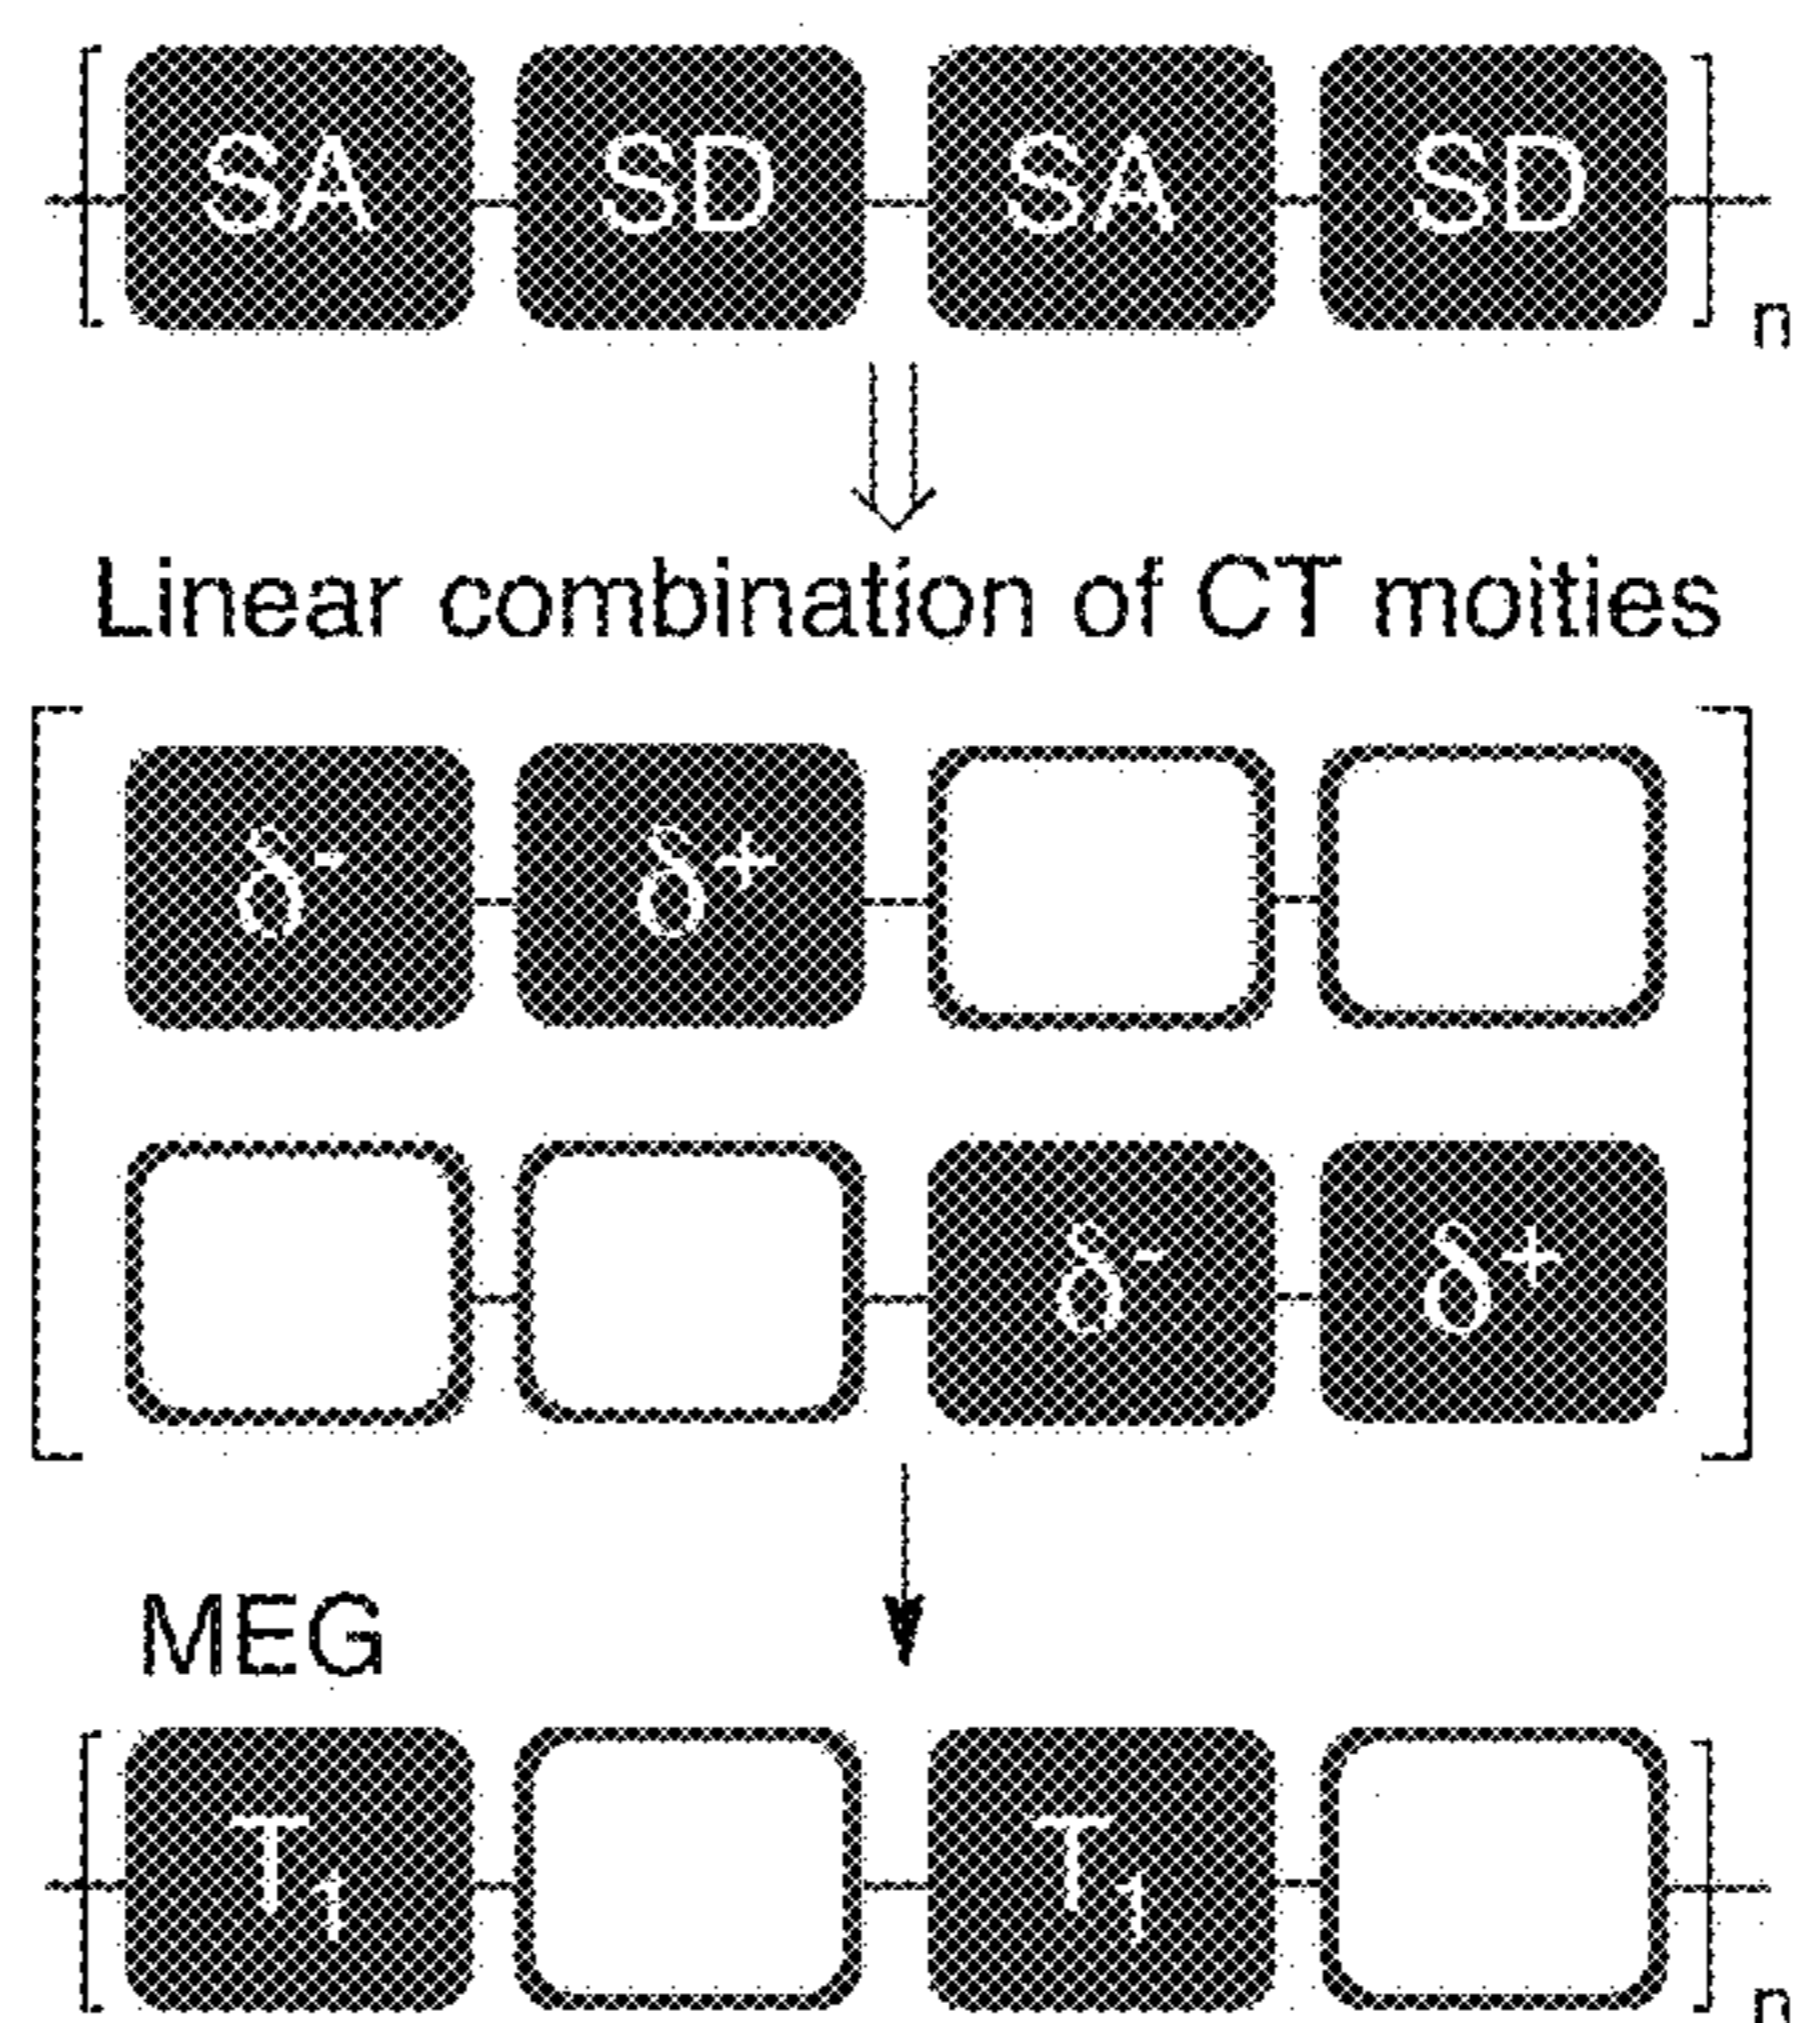 SA SD SA SD
n
Linear combination of CT moities
δ- δ+
δ- δ+
MEG
T1 T1
n